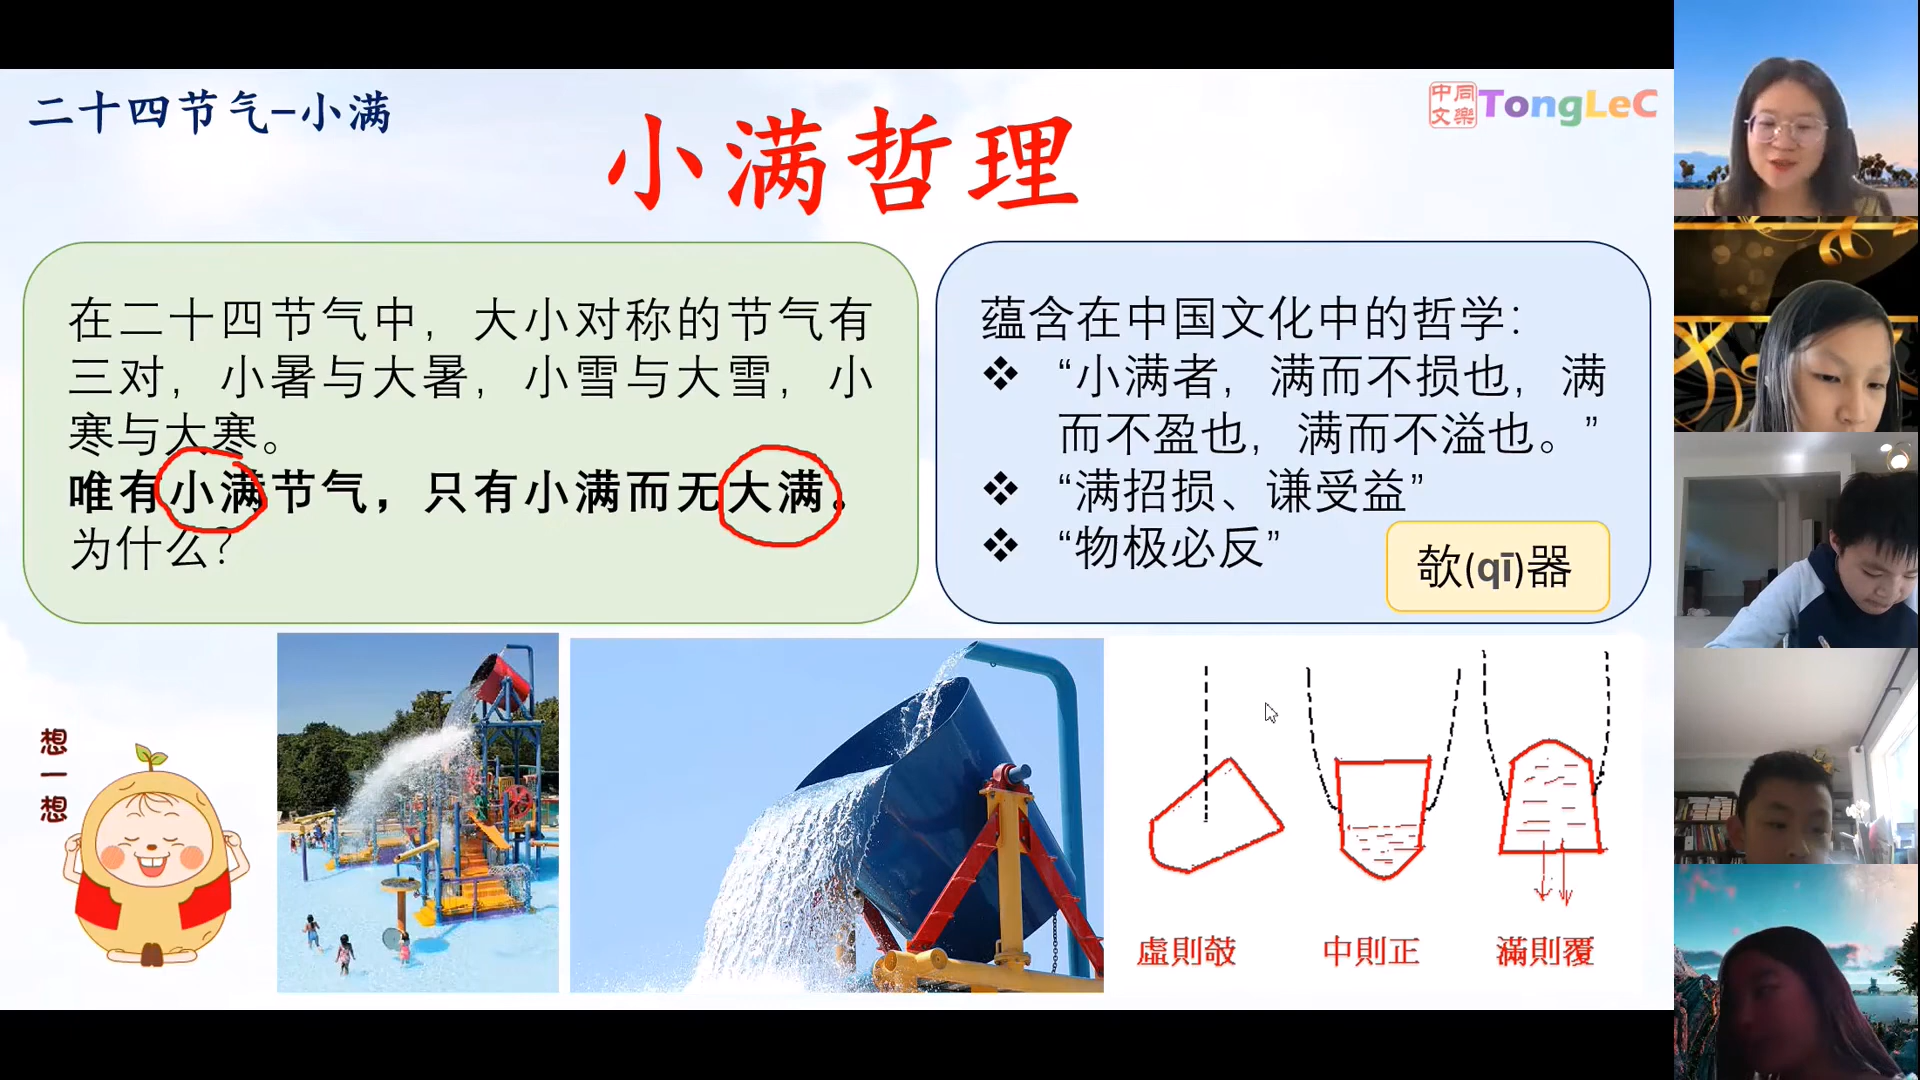 二十四节气-小满
中同
文樂
TongLeC
小满哲理
在二十四节气中，大小对称的节气有
三对，小暑与大暑，小雪与大雪，小
寒与大寒。
唯有小满节气，只有小满而无大满。
为什么？
蕴含在中国文化中的哲学：
❖ “小满者，满而不损也，满
而不盈也，满而不溢也。”
❖ “满招损、谦受益”
❖ “物极必反”
欹(qī)器
想一想
虛則欹
中則正
滿則覆